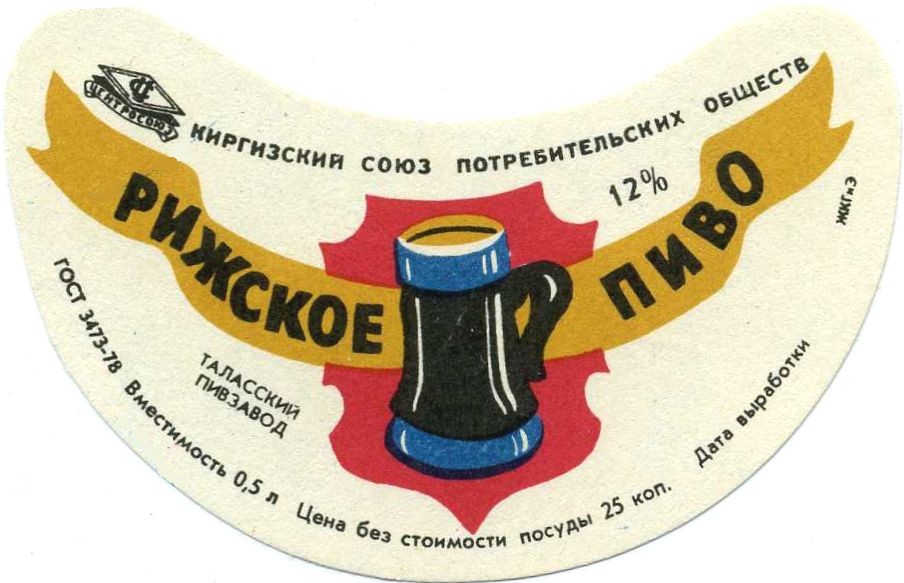 ЦЕНТРОСОЮЗ
КИРГИЗСКИЙ СОЮЗ ПОТРЕБИТЕЛЬСКИХ ОБЩЕСТВ
12%
РИЖСКОЕ ПИВО
ЖКГиЭ
ТАЛАССКИЙ
ПИВЗАВОД
ГОСТ 3473-78 Вместимость 0,5 л Цена без стоимости посуды 25 коп. Дата выработки